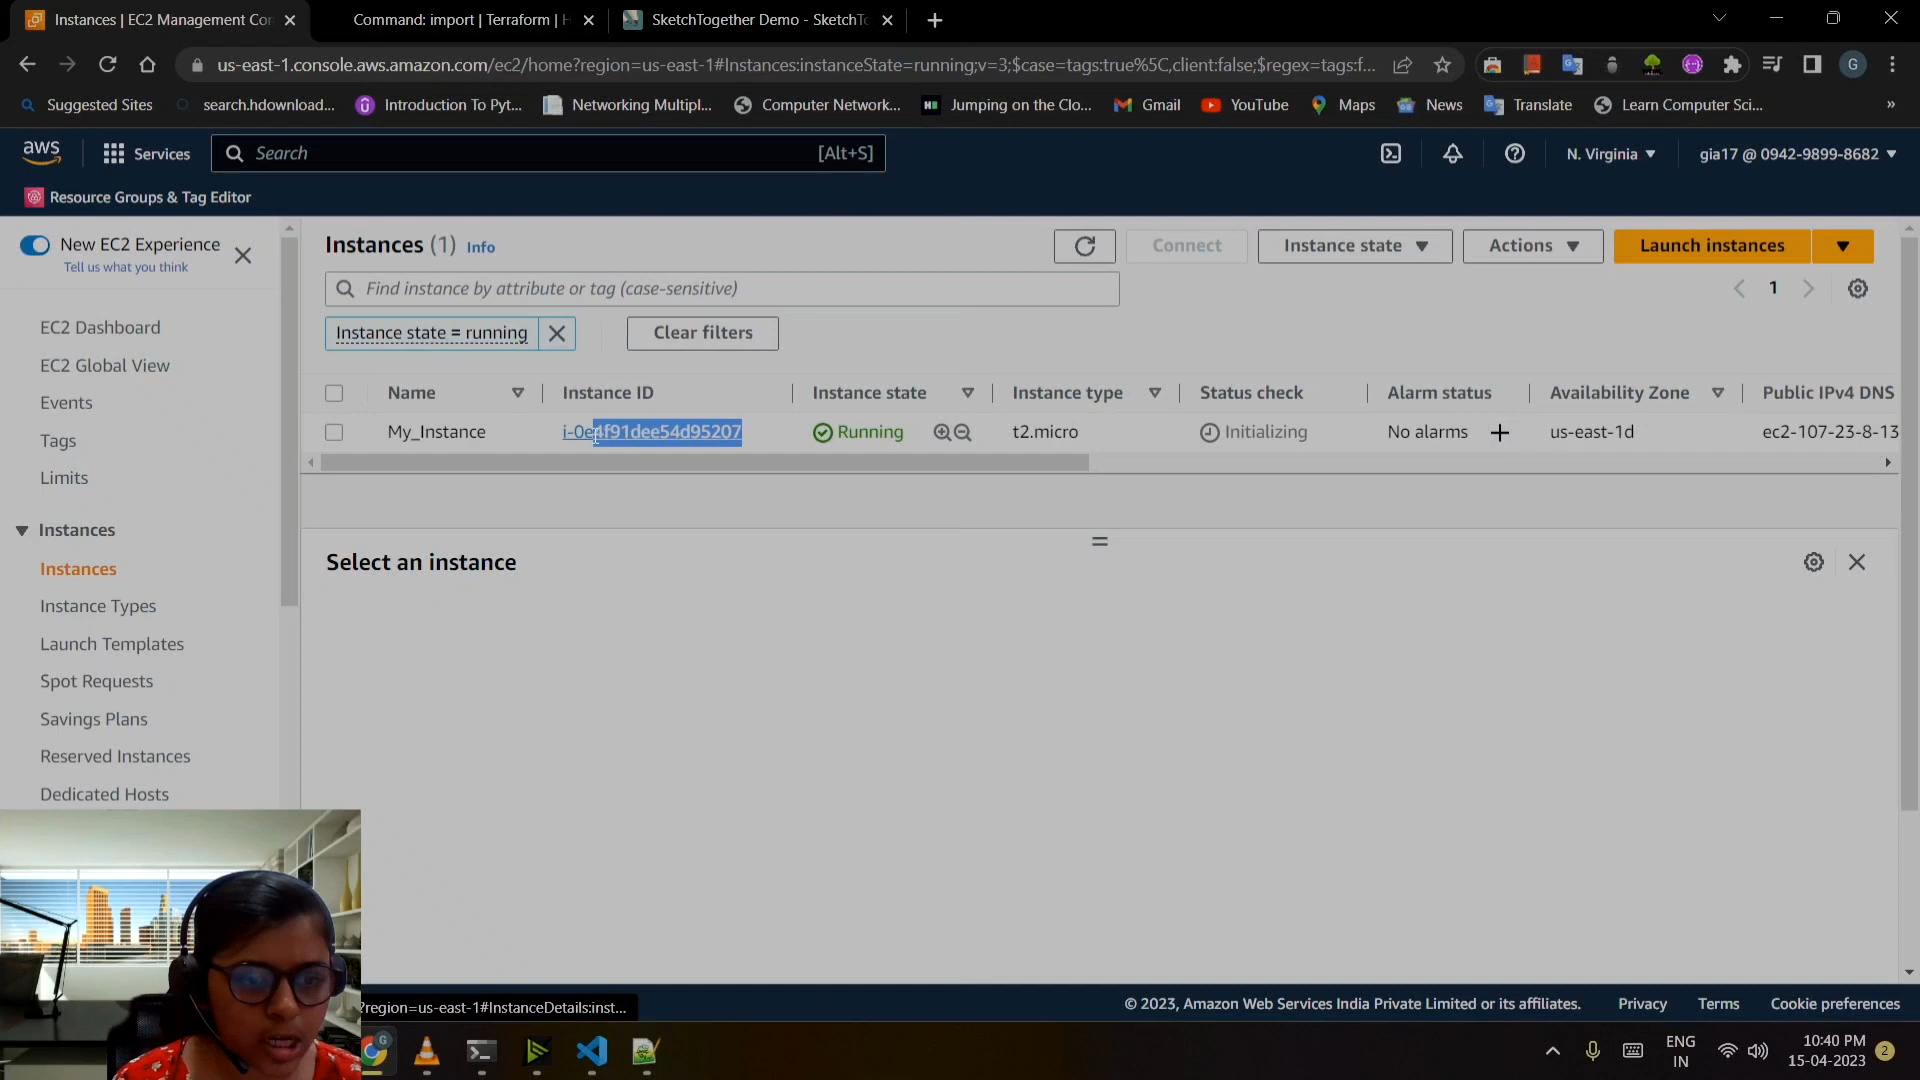 Instances | EC2 Management Con
Command: import | Terraform | H
SketchTogether Demo - SketchTo
us-east-1.console.aws.amazon.com/ec2/home?region=us-east-1#Instances:instanceState=running;v=3;$case=tags:true%5C,client:false;$regex=tags:f...
G
Suggested Sites
search.hdownload...
Introduction To Pyt...
Networking Multipl...
Computer Network...
Jumping on the Clo...
Gmail
YouTube
Maps
News
Translate
Learn Computer Sci...
»
aws
Services
Search
[Alt+S]
N. Virginia
gia17 @ 0942-9899-8682
Resource Groups & Tag Editor
New EC2 Experience
Tell us what you think
EC2 Dashboard
EC2 Global View
Events
Tags
Limits
Instances
Instances
Instance Types
Launch Templates
Spot Requests
Savings Plans
Reserved Instances
Dedicated Hosts
Instances (1) Info
Connect
Instance state
Actions
Launch instances
Find instance by attribute or tag (case-sensitive)
1
Instance state = running
Clear filters
Name Instance ID Instance state Instance type Status check Alarm status Availability Zone Public IPv4 DNS
My_Instance i-0e4f91dee54d95207 Running t2.micro Initializing No alarms us-east-1d ec2-107-23-8-13
Select an instance
?region=us-east-1#InstanceDetails:inst...
© 2023, Amazon Web Services India Private Limited or its affiliates.
Privacy
Terms
Cookie preferences
G
ENG
IN
10:40 PM
15-04-2023
2